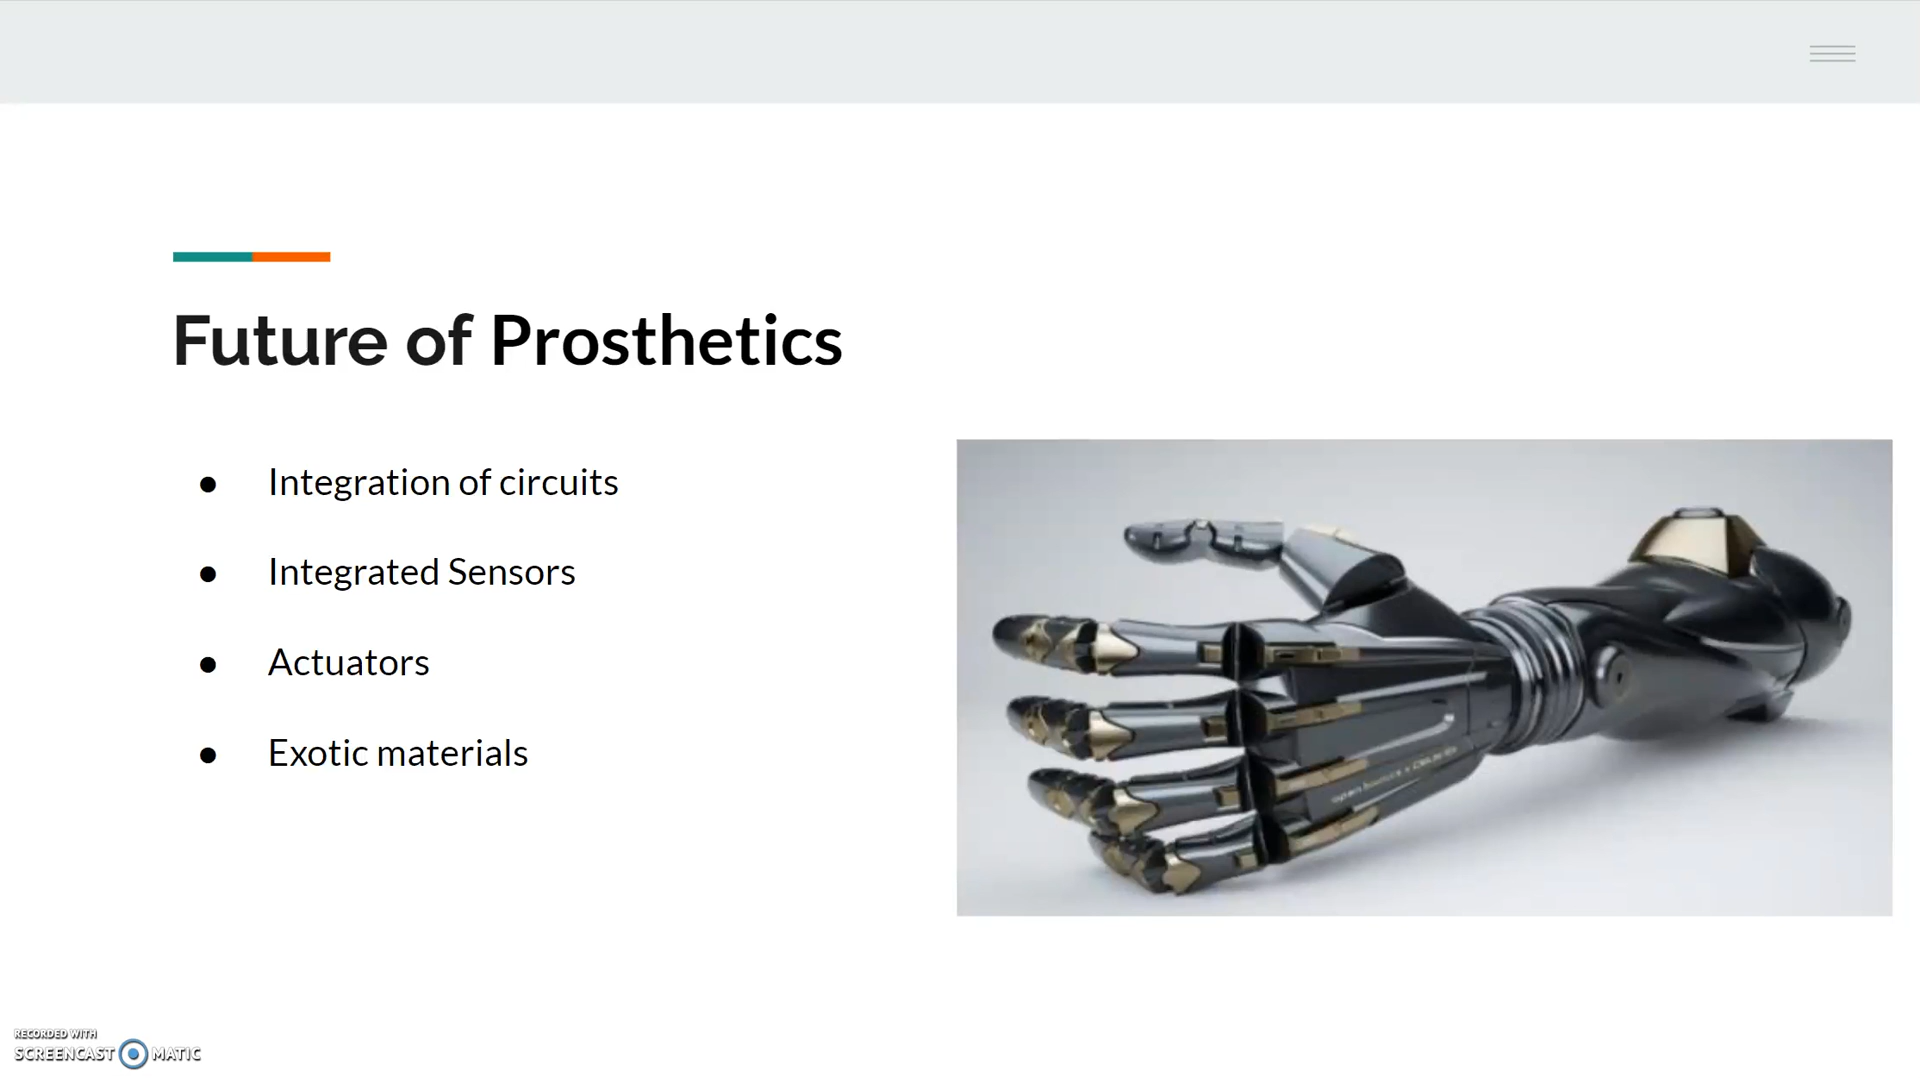 Future of Prosthetics
● Integration of circuits
● Integrated Sensors
● Actuators
● Exotic materials
RECORDED WITH
SCREENCAST MATIC